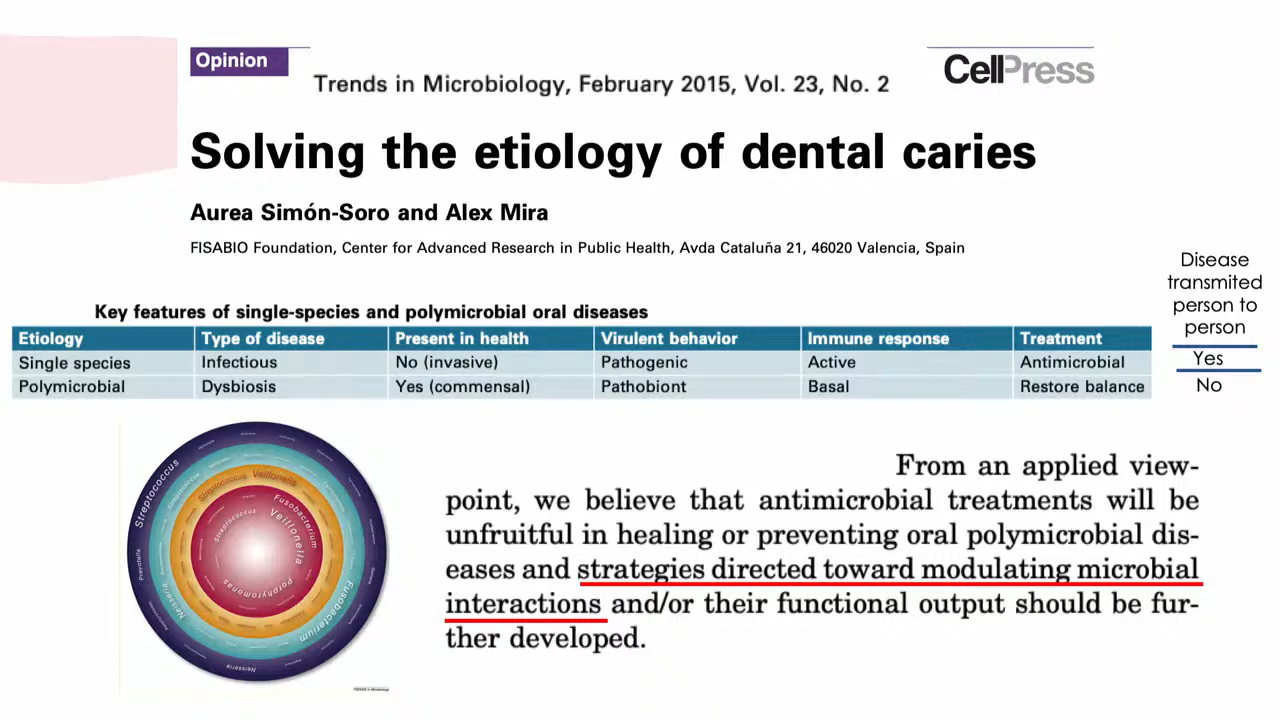 Opinion
CellPress
Trends in Microbiology, February 2015, Vol. 23, No. 2
Solving the etiology of dental caries
Aurea Simón-Soro and Alex Mira
FISABIO Foundation, Center for Advanced Research in Public Health, Avda Cataluña 21, 46020 Valencia, Spain
Disease
transmited
person to
person
Key features of single-species and polymicrobial oral diseases
Etiology Type of disease Present in health Virulent behavior Immune response Treatment
Single species Infectious No (invasive) Pathogenic Active Antimicrobial Yes
Polymicrobial Dysbiosis Yes (commensal) Pathobiont Basal Restore balance No
Streptococcus
Prevotella
Neisseria
Streptococcus
Neisseria
Fusobacterium
Streptococcus
Veillonella
Streptococcus
Fusobacterium
Veillonella
Porphyromonas
From an applied view-
point, we believe that antimicrobial treatments will be
unfruitful in healing or preventing oral polymicrobial dis-
eases and strategies directed toward modulating microbial
interactions and/or their functional output should be fur-
ther developed.